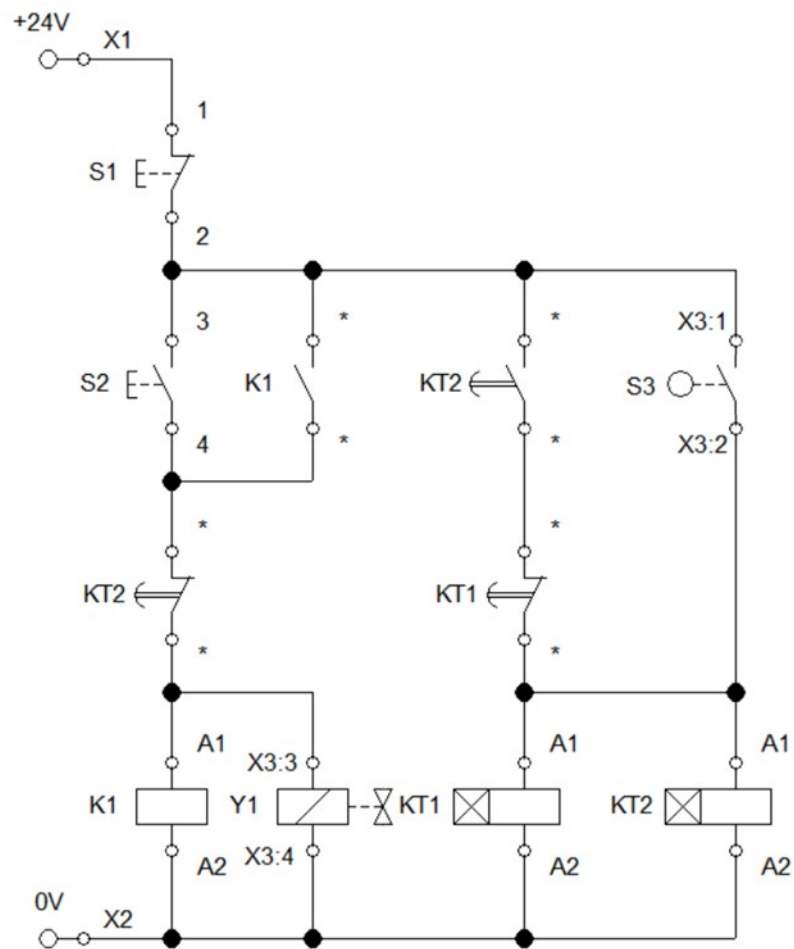 +24V
X1
1
S1
2
3 * * X3:1
S2 K1 KT2 S3
4 * * X3:2
* *
KT2 KT1
* *
A1 X3:3 A1 A1
K1 Y1 KT1 KT2
A2 X3:4 A2 A2
0V
X2